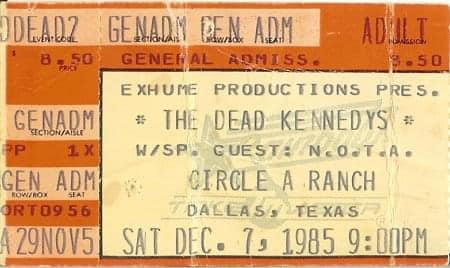 DDEAD2 GENADM GEN ADM ADULT
EVENT CODE SECTION/AISLE ROW/BOX SEAT ADMISSION
8.50 GENERAL ADMISS. 8.50
PRICE
EXHUME PRODUCTIONS PRES.
GENADM * THE DEAD KENNEDYS *
SECTION/AISLE
PP 1X W/SP. GUEST: N.O.T.A.
GEN ADM CIRCLE A RANCH
ROW/BOX SEAT
ORT0956 DALLAS, TEXAS
A29NOV5 SAT DEC. 7, 1985 9:00PM